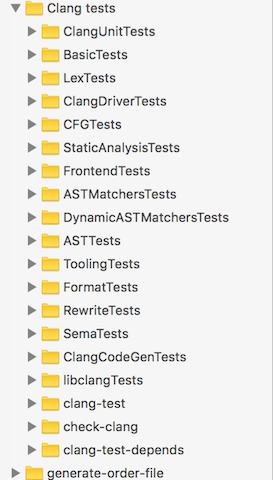 Clang tests
ClangUnitTests
BasicTests
LexTests
ClangDriverTests
CFGTests
StaticAnalysisTests
FrontendTests
ASTMatchersTests
DynamicASTMatchersTests
ASTTests
ToolingTests
FormatTests
RewriteTests
SemaTests
ClangCodeGenTests
libclangTests
clang-test
check-clang
clang-test-depends
generate-order-file